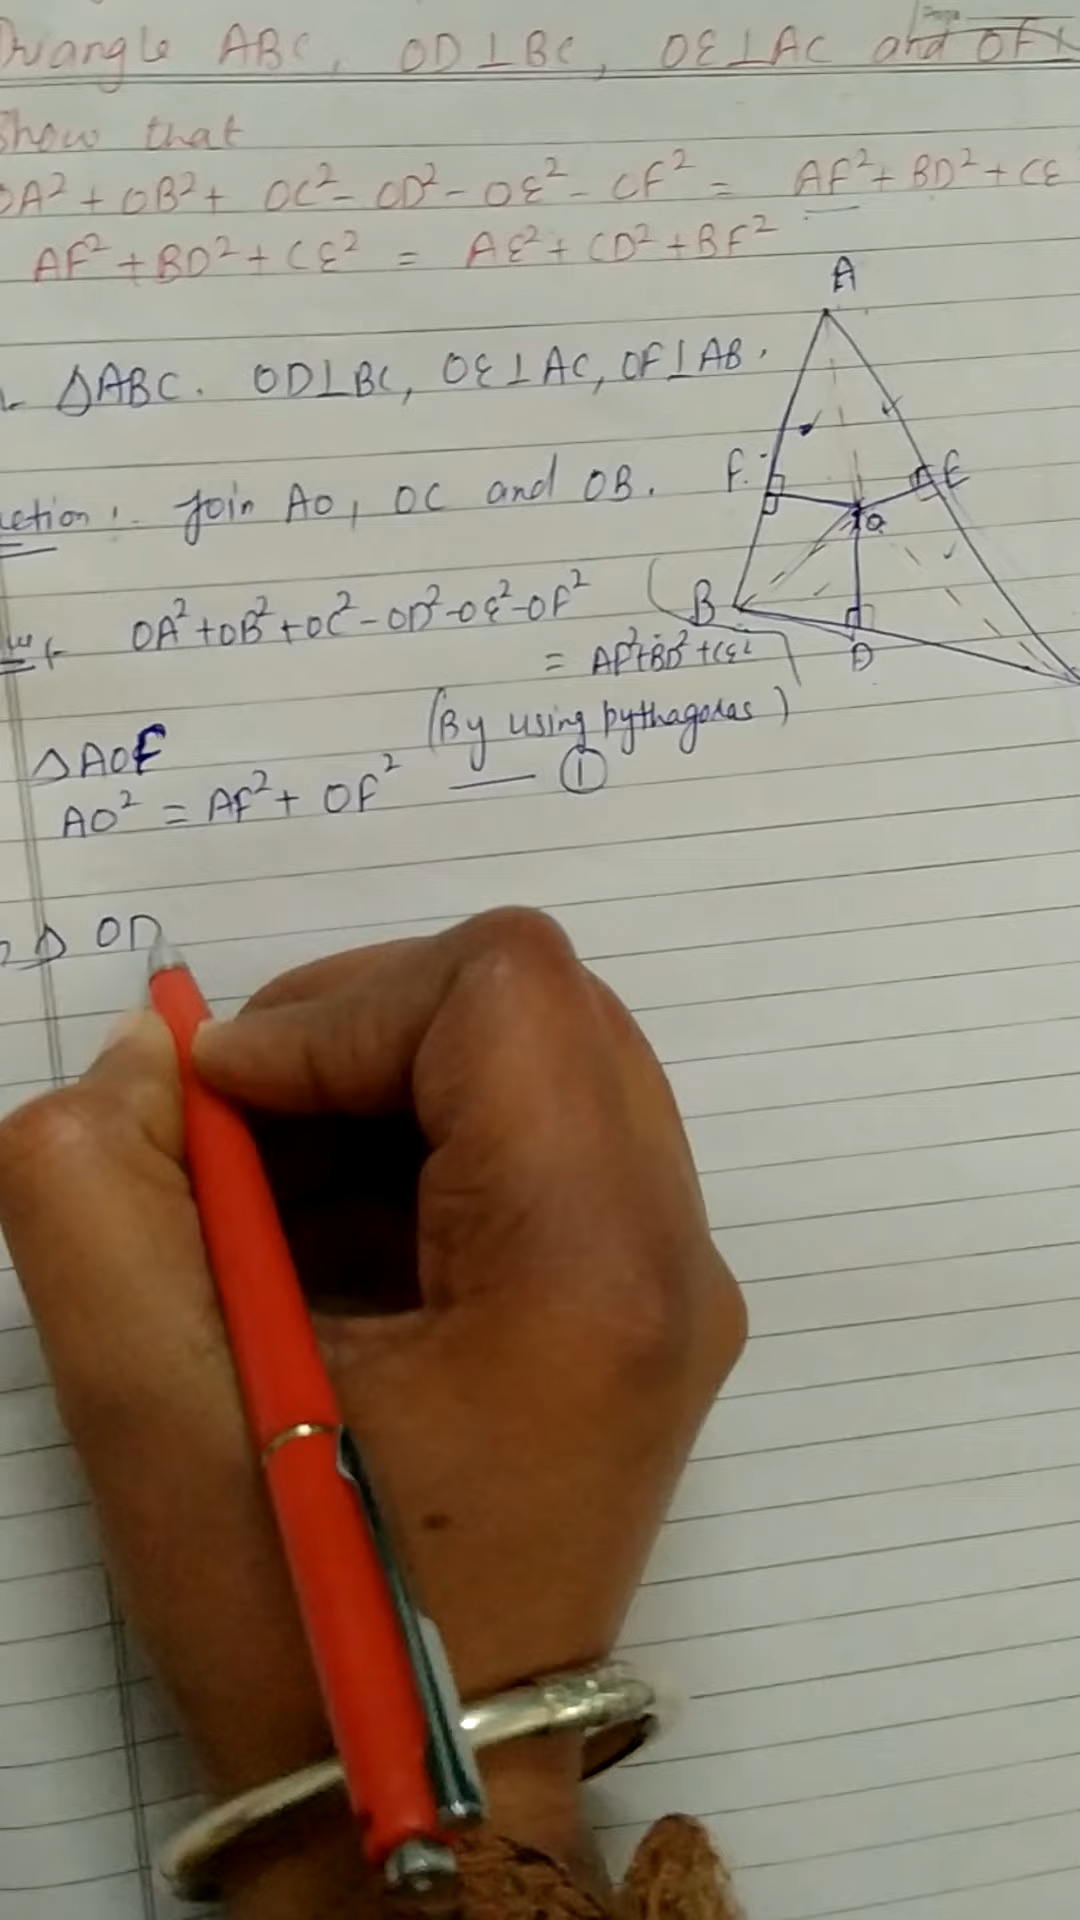 Triangle ABC, OD⊥BC, OE⊥AC and OF⊥
Show that
OA²+OB²+ OC²-OD²-OE²-OF² = AF²+BD²+CE
AF²+BD²+CE² = AE²+CD²+BF²
A
△ABC. OD⊥BC, OE⊥AC, OF⊥AB.
F.
E
Join AO, OC and OB.
O
OA²+OB²+OC²-OD²-OE²-OF²
B
= AF²+BD²+CE²
D
(By using pythagoras)
△AOF
AO² = AF²+ OF² — ①
△ OD